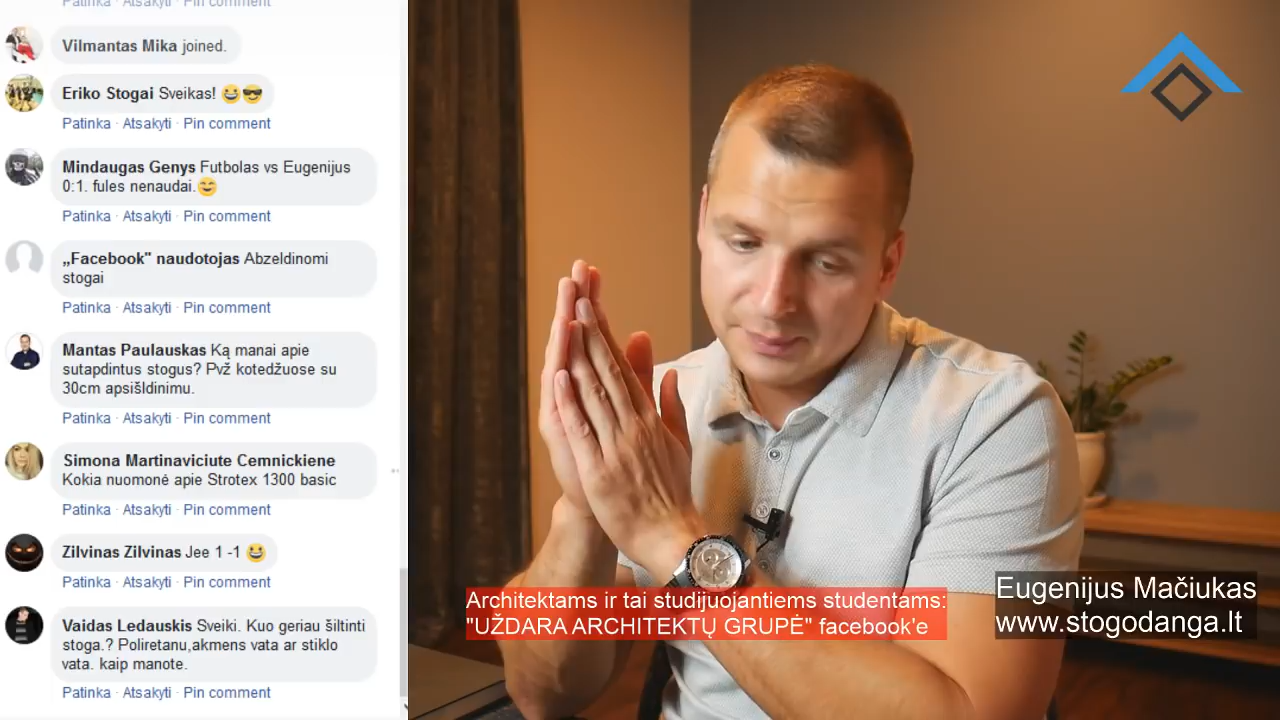 Patinka · Atsakyti · Pin comment
Vilmantas Mika joined.
Eriko Stogai Sveikas!
Patinka · Atsakyti · Pin comment
Mindaugas Genys Futbolas vs Eugenijus
0:1. fules nenaudai.
Patinka · Atsakyti · Pin comment
„Facebook" naudotojas Abzeldinomi
stogai
Patinka · Atsakyti · Pin comment
Mantas Paulauskas Ką manai apie
sutapdintus stogus? Pvž kotedžuose su
30cm apsišldinimu.
Patinka · Atsakyti · Pin comment
Simona Martinaviciute Cemnickiene
Kokia nuomonė apie Strotex 1300 basic
Patinka · Atsakyti · Pin comment
Zilvinas Zilvinas Jee 1 -1
Patinka · Atsakyti · Pin comment
Vaidas Ledauskis Sveiki. Kuo geriau šiltinti
stoga.? Poliretanu,akmens vata ar stiklo
vata. kaip manote.
Patinka · Atsakyti · Pin comment
Architektams ir tai studijuojantiems studentams:
"UŽDARA ARCHITEKTŲ GRUPĖ" facebook'e
Eugenijus Mačiukas
www.stogodanga.lt